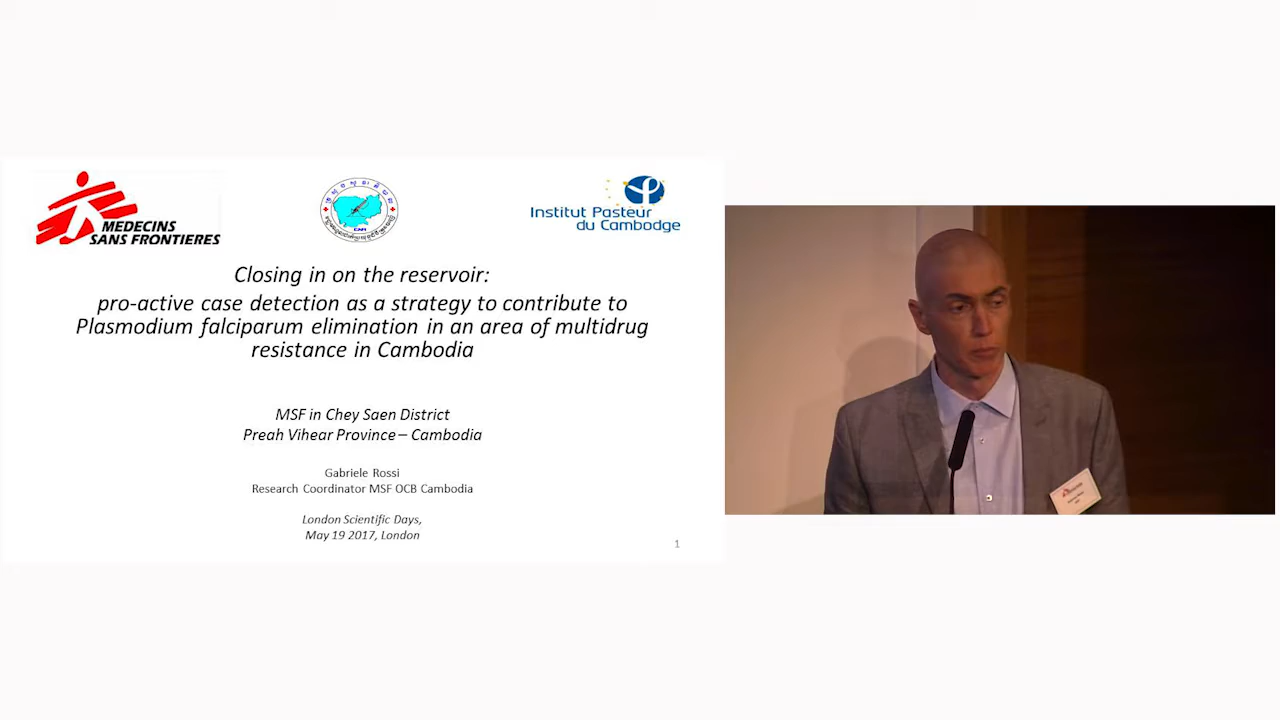 MEDECINS
SANS FRONTIERES
CNM
Institut Pasteur
du Cambodge
Closing in on the reservoir:
pro-active case detection as a strategy to contribute to
Plasmodium falciparum elimination in an area of multidrug
resistance in Cambodia
MSF in Chey Saen District
Preah Vihear Province – Cambodia
Gabriele Rossi
Research Coordinator MSF OCB Cambodia
London Scientific Days,
May 19 2017, London
1